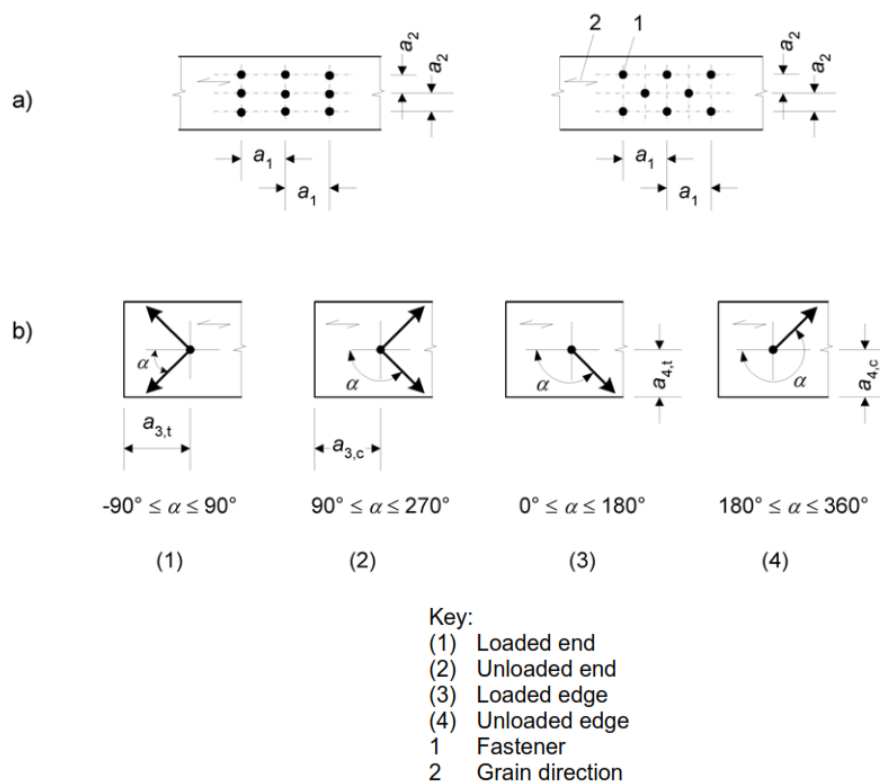 2 1
a)
a2 a2 a2 a2
a1 a1
a1 a1
b)
α α α α
a4,t a4,c
a3,t a3,c
-90° ≤ α ≤ 90° 90° ≤ α ≤ 270° 0° ≤ α ≤ 180° 180° ≤ α ≤ 360°
(1) (2) (3) (4)
Key:
(1) Loaded end
(2) Unloaded end
(3) Loaded edge
(4) Unloaded edge
1 Fastener
2 Grain direction